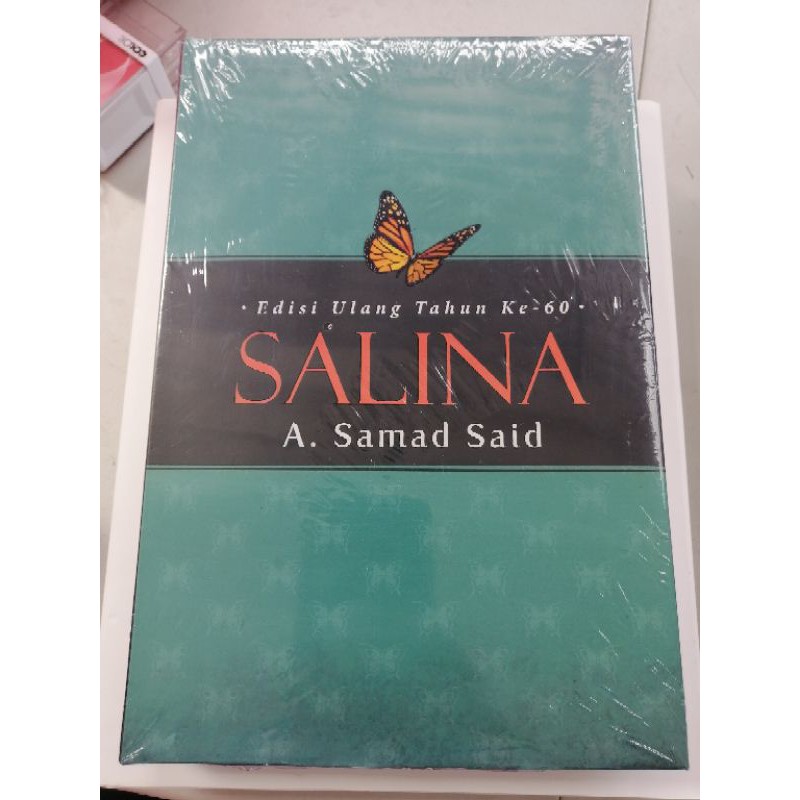 · Edisi Ulang Tahun Ke-60 ·
SALINA
A. Samad Said